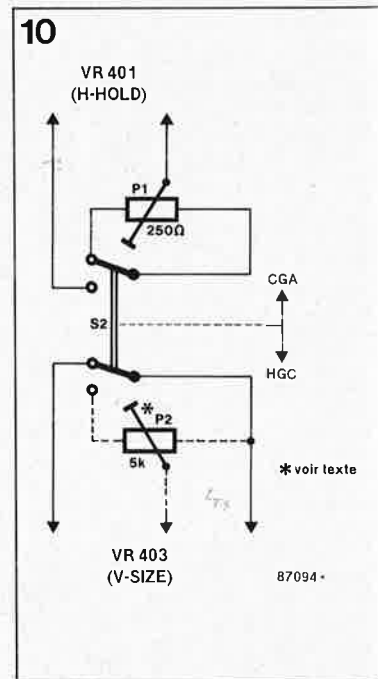 10
VR 401
(H-HOLD)
P1
250Ω
CGA
S2
HGC
*
P2
5k
* voir texte
VR 403
(V-SIZE)
87094